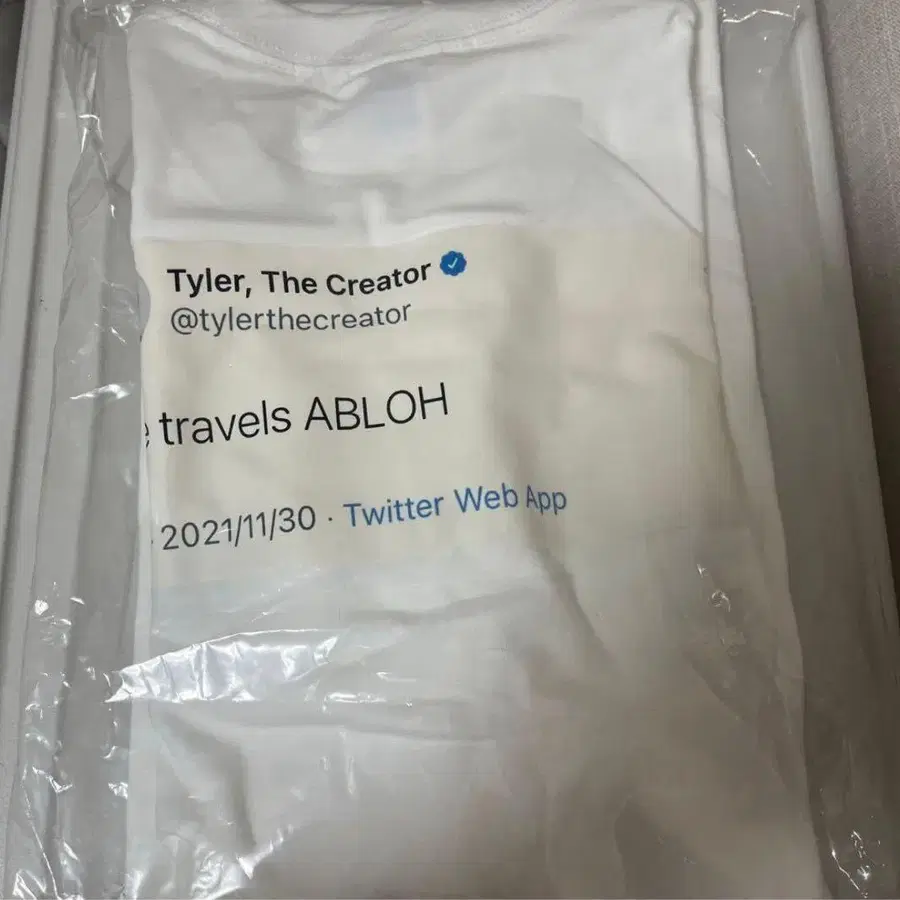 Tyler, The Creator
@tylerthecreator
travels ABLOH
2021/11/30 · Twitter Web App